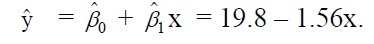 ŷ = β̂₀ + β̂₁x = 19.8 – 1.56x.